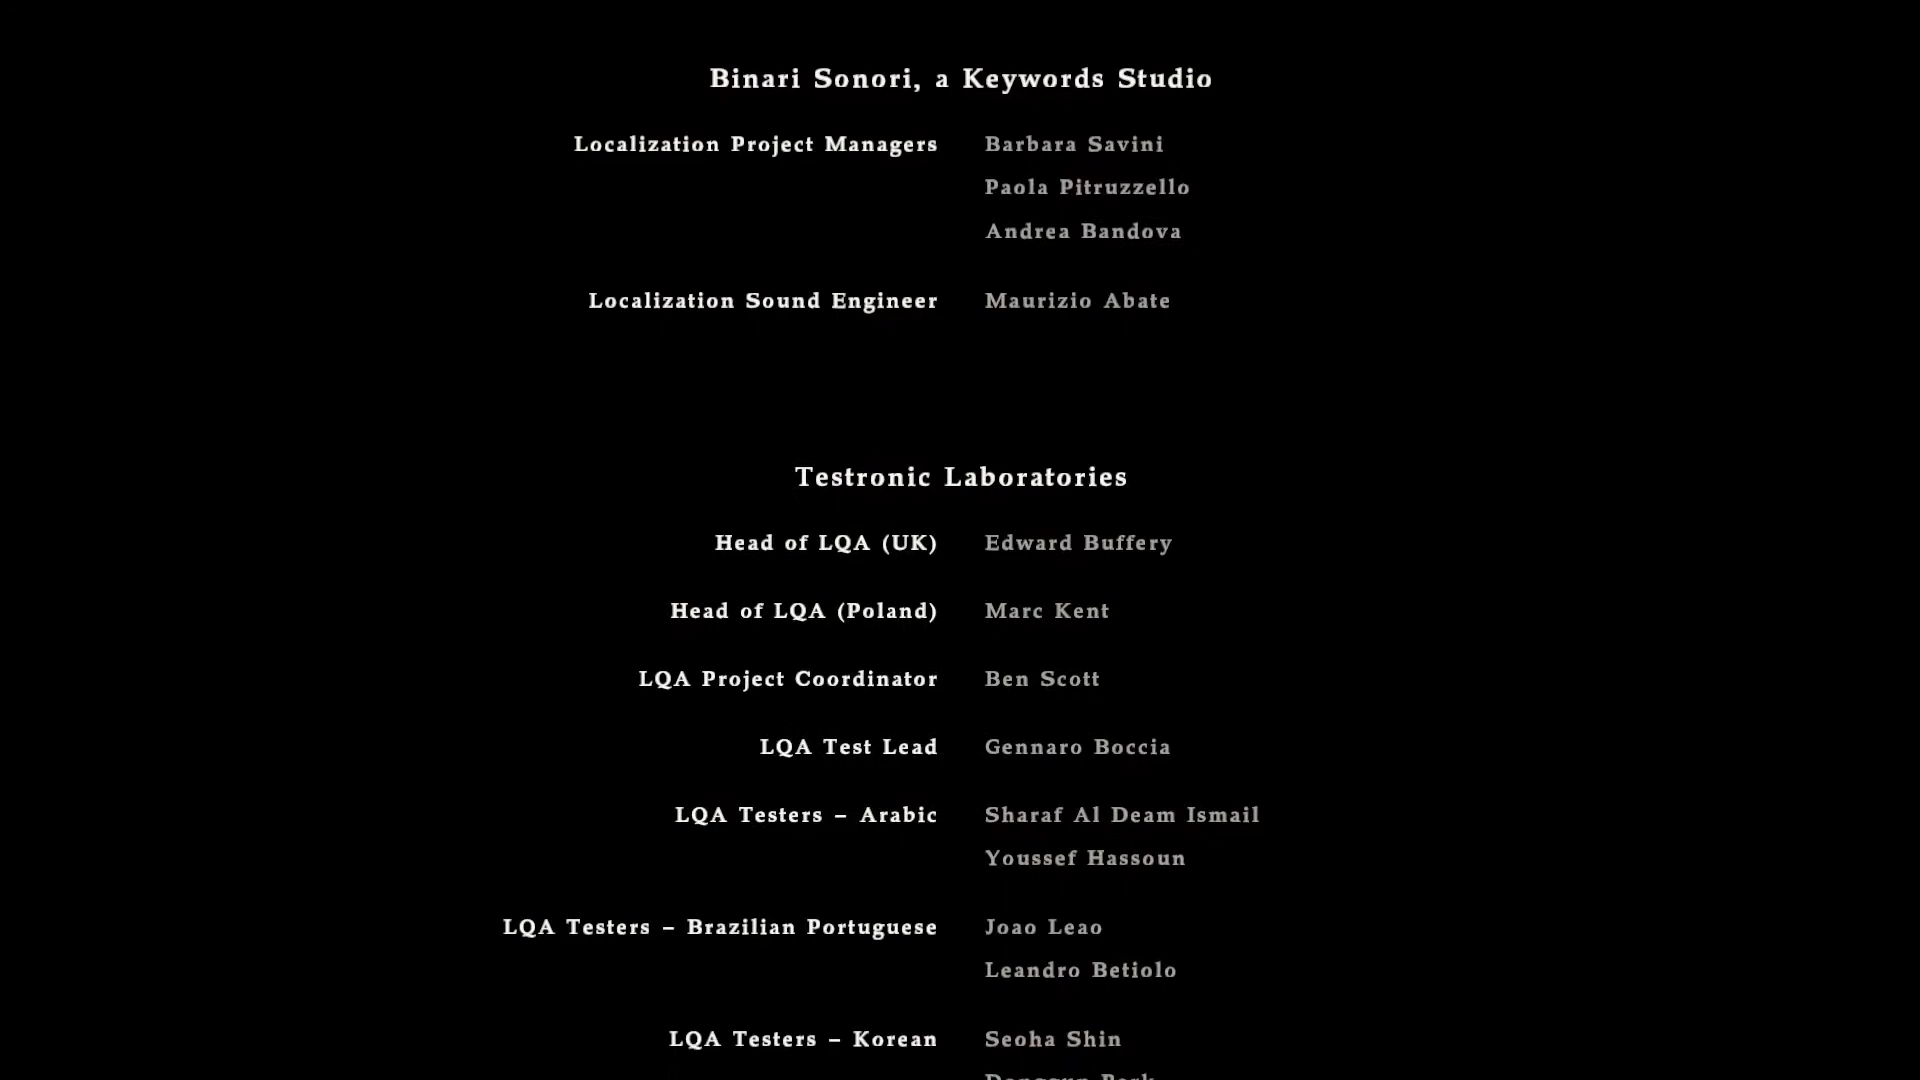 Binari Sonori, a Keywords Studio
Localization Project Managers Barbara Savini
Paola Pitruzzello
Andrea Bandova
Localization Sound Engineer Maurizio Abate
Testronic Laboratories
Head of LQA (UK) Edward Buffery
Head of LQA (Poland) Marc Kent
LQA Project Coordinator Ben Scott
LQA Test Lead Gennaro Boccia
LQA Testers – Arabic Sharaf Al Deam Ismail
Youssef Hassoun
LQA Testers – Brazilian Portuguese Joao Leao
Leandro Betiolo
LQA Testers – Korean Seoha Shin